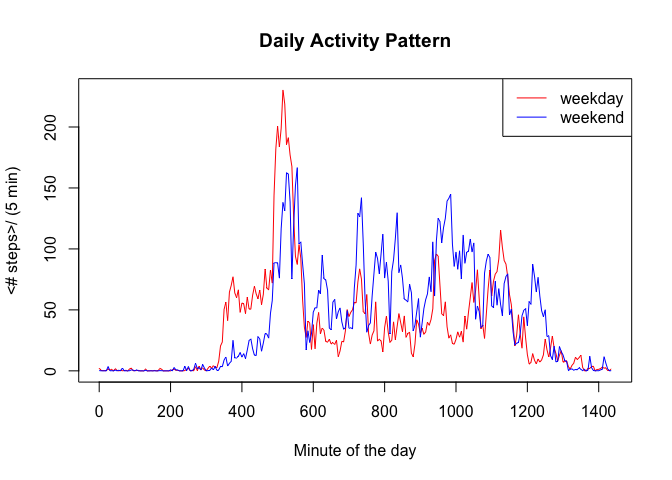 Daily Activity Pattern
weekday
weekend
<# steps>/ (5 min)
200
150
100
50
0
0 200 400 600 800 1000 1200 1400
Minute of the day